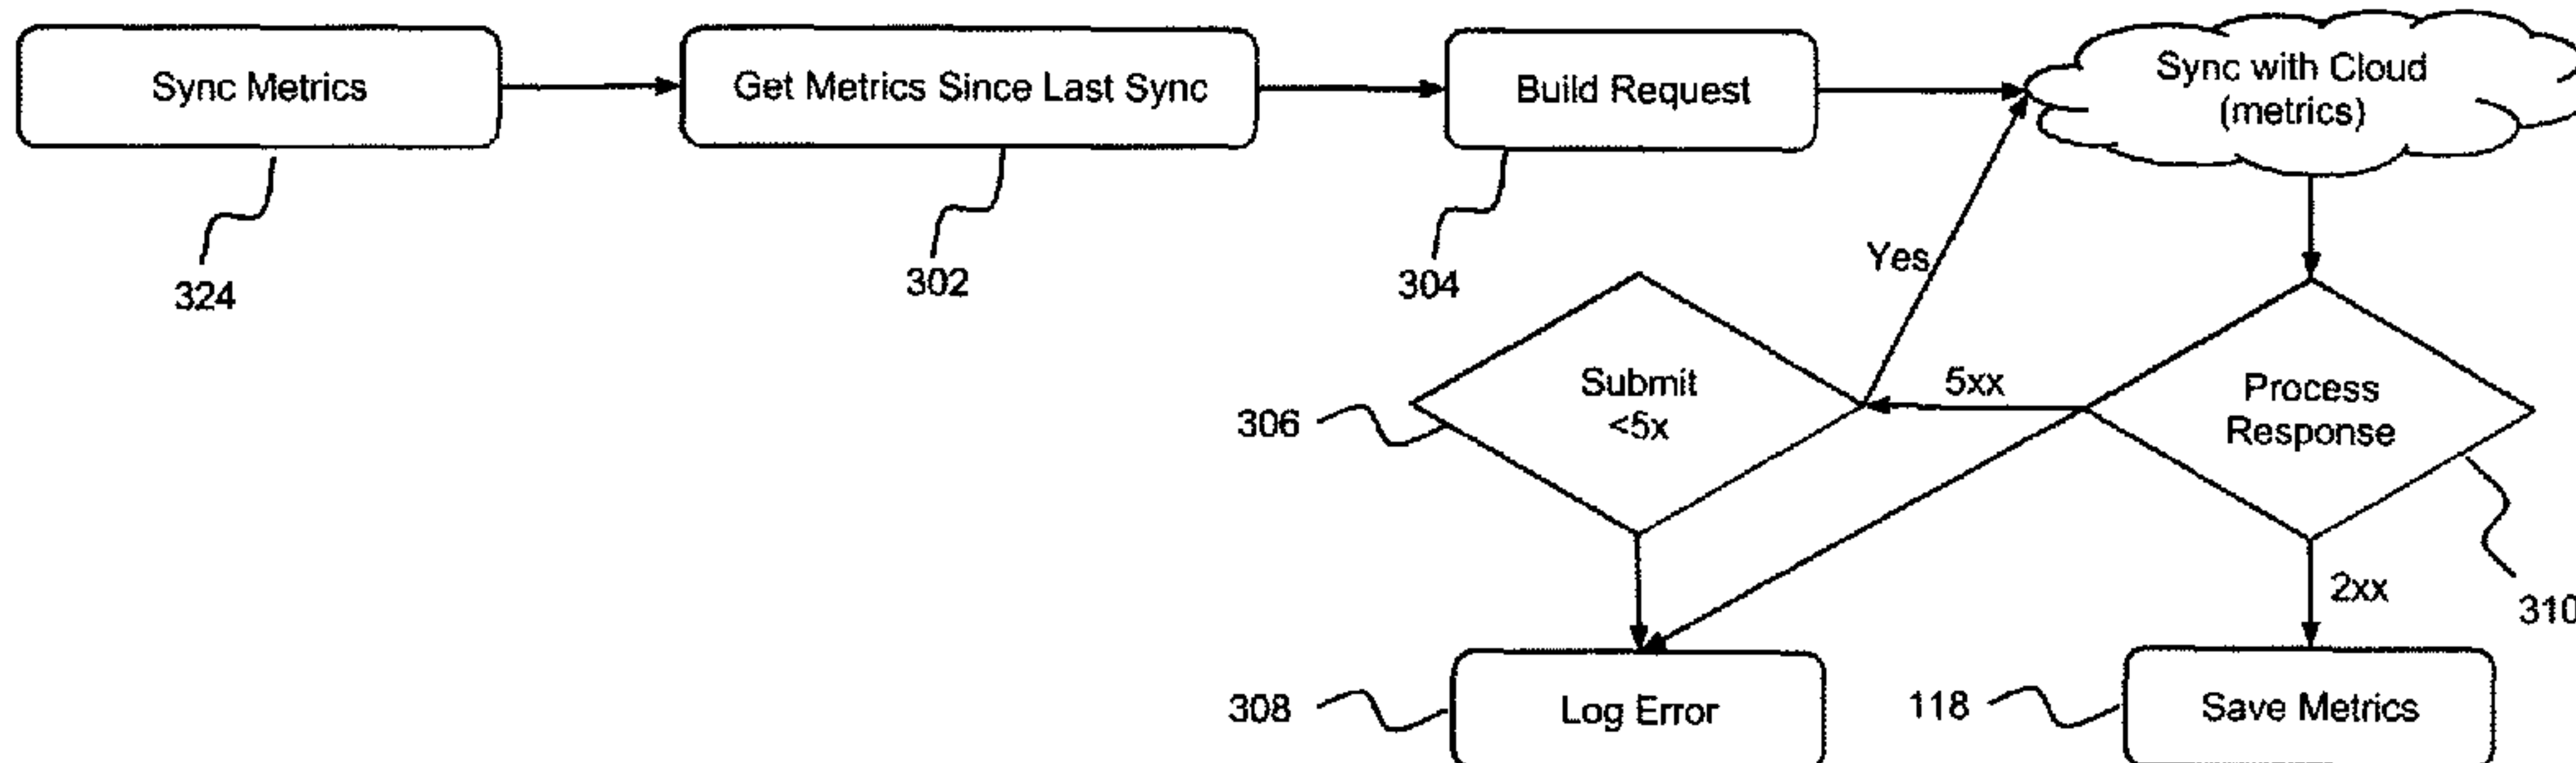 Sync Metrics
Get Metrics Since Last Sync
Build Request
Sync with Cloud
(metrics)
324
302
304
Yes
Submit
<5x
306
5xx
Process
Response
310
2xx
308
Log Error
118
Save Metrics